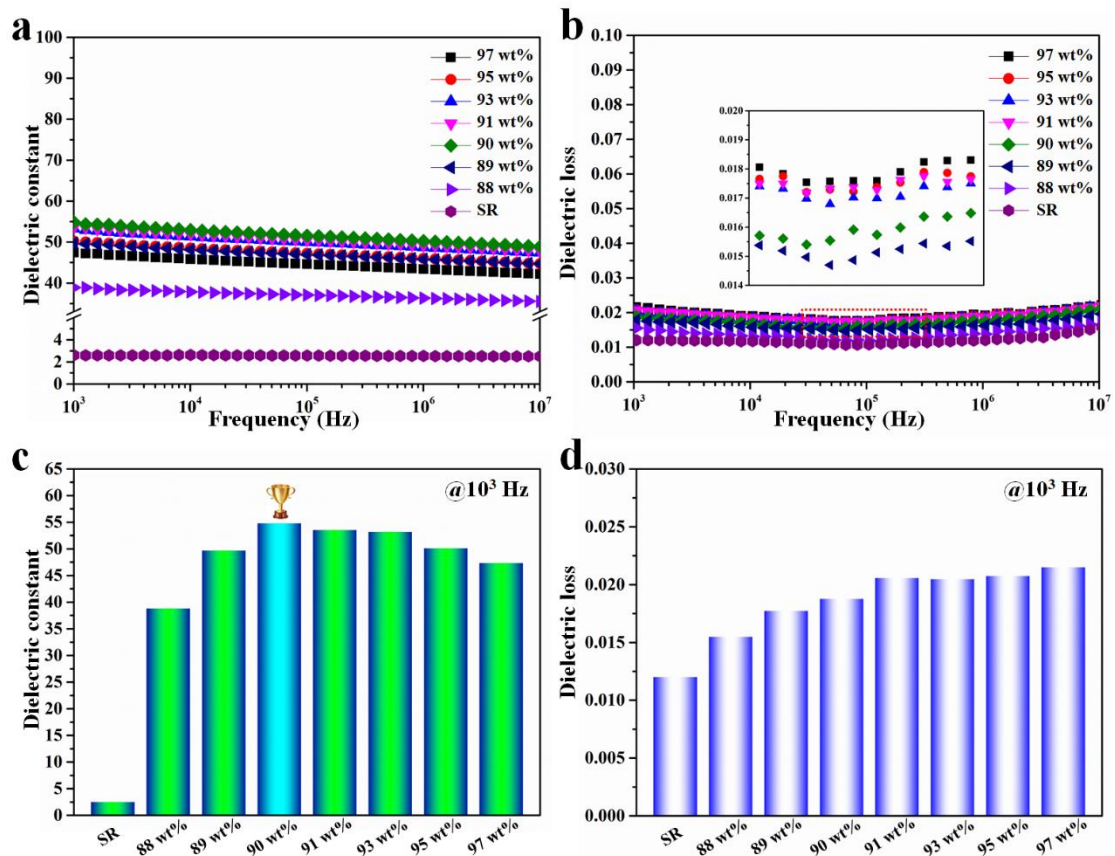 a
100
90
80
70
60
50
40
4
2
0
Dielectric constant
97 wt%
95 wt%
93 wt%
91 wt%
90 wt%
89 wt%
88 wt%
SR
10³
10⁴
10⁵
10⁶
10⁷
Frequency (Hz)
b
0.10
0.09
0.08
0.07
0.06
0.05
0.04
0.03
0.02
0.01
0.00
Dielectric loss
97 wt%
95 wt%
93 wt%
91 wt%
90 wt%
89 wt%
88 wt%
SR
0.020
0.019
0.018
0.017
0.016
0.015
0.014
10³
10⁴
10⁵
10⁶
10⁷
Frequency (Hz)
c
65
60
55
50
45
40
35
30
25
20
15
10
5
0
Dielectric constant
@10³ Hz
SR
88 wt%
89 wt%
90 wt%
91 wt%
93 wt%
95 wt%
97 wt%
d
0.030
0.025
0.020
0.015
0.010
0.005
0.000
Dielectric loss
@10³ Hz
SR
88 wt%
89 wt%
90 wt%
91 wt%
93 wt%
95 wt%
97 wt%